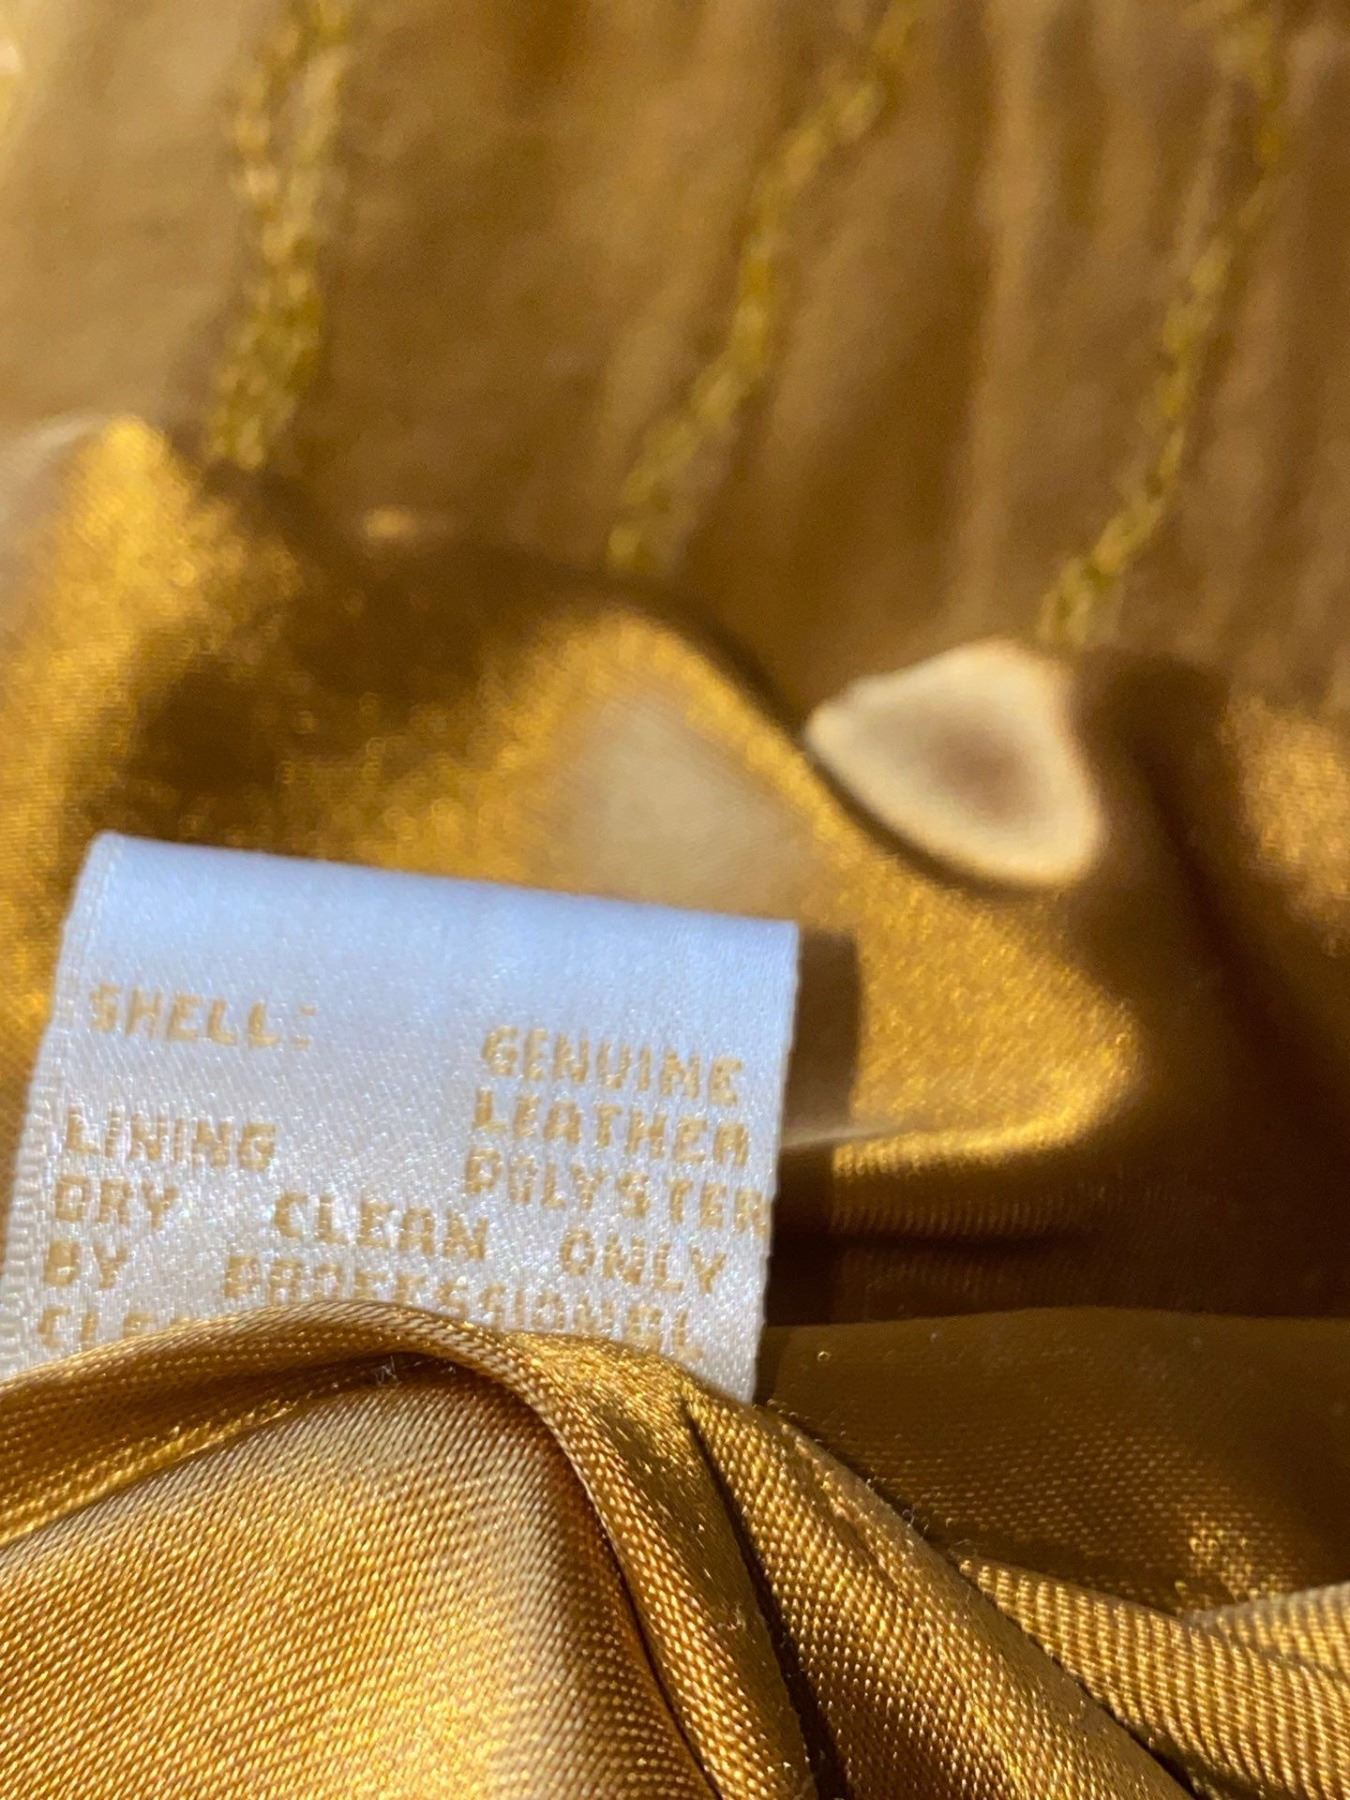 SHELL: GENUINE
LEATHER
LINING POLYSTER
DRY CLEAN ONLY
BY PROFESSIONAL